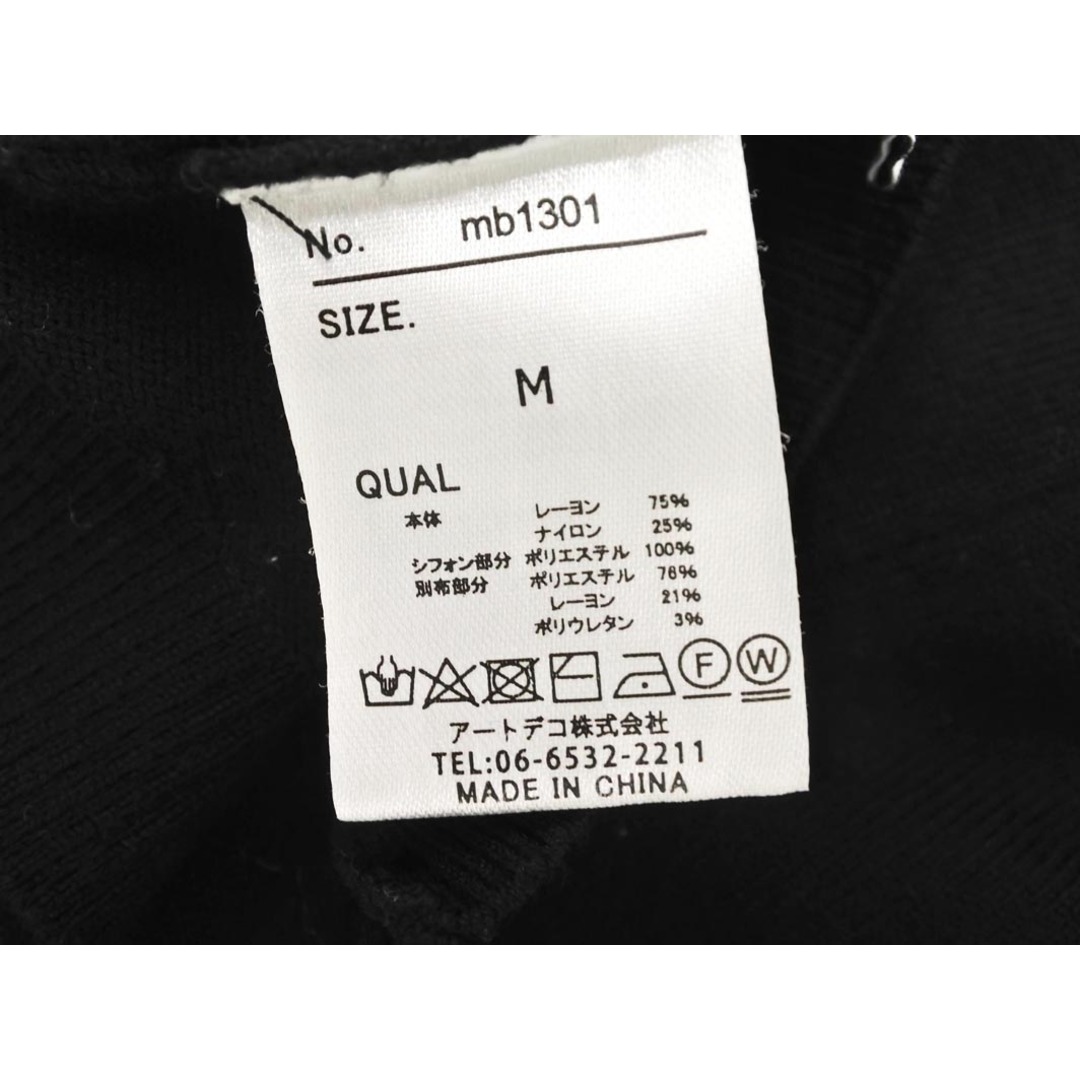 No. mb1301
SIZE.
M
QUAL
本体 レーヨン 75%
ナイロン 25%
シフォン部分 ポリエステル 100%
別布部分 ポリエステル 76%
レーヨン 21%
ポリウレタン 3%
F W
アートデコ株式会社
TEL:06-6532-2211
MADE IN CHINA